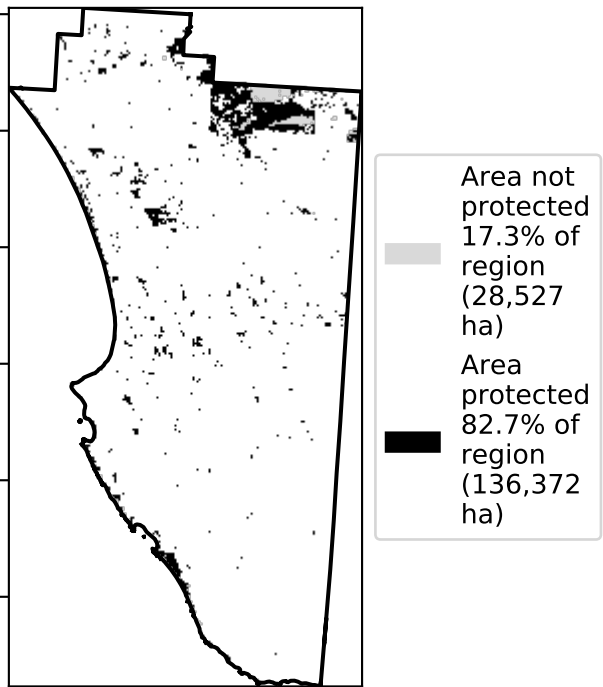 Area not
protected
17.3% of
region
(28,527
ha)
Area
protected
82.7% of
region
(136,372
ha)